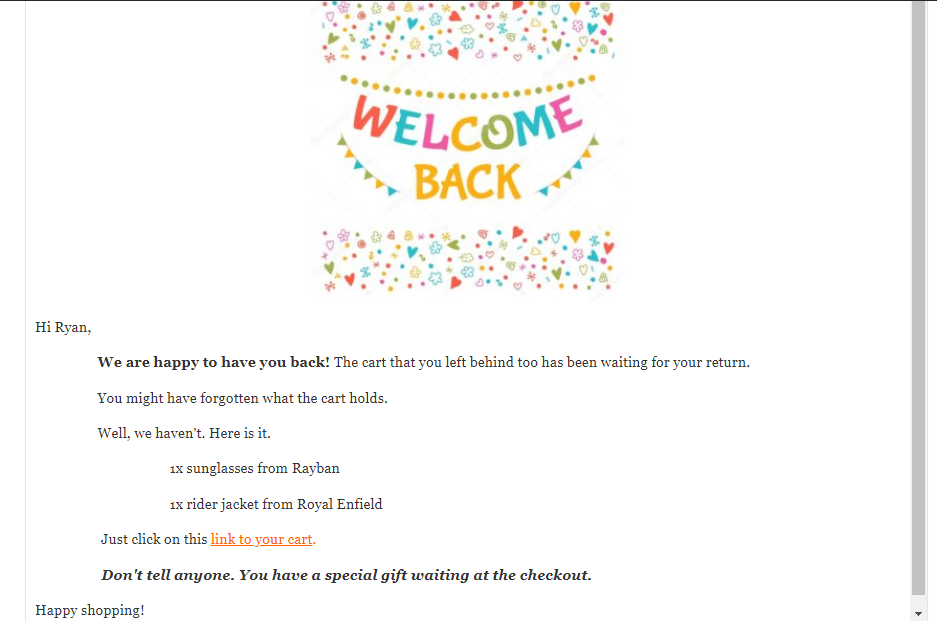 WELCOME
BACK
Hi Ryan,
We are happy to have you back! The cart that you left behind too has been waiting for your return.
You might have forgotten what the cart holds.
Well, we haven't. Here is it.
1x sunglasses from Rayban
1x rider jacket from Royal Enfield
Just click on this link to your cart.
Don't tell anyone. You have a special gift waiting at the checkout.
Happy shopping!